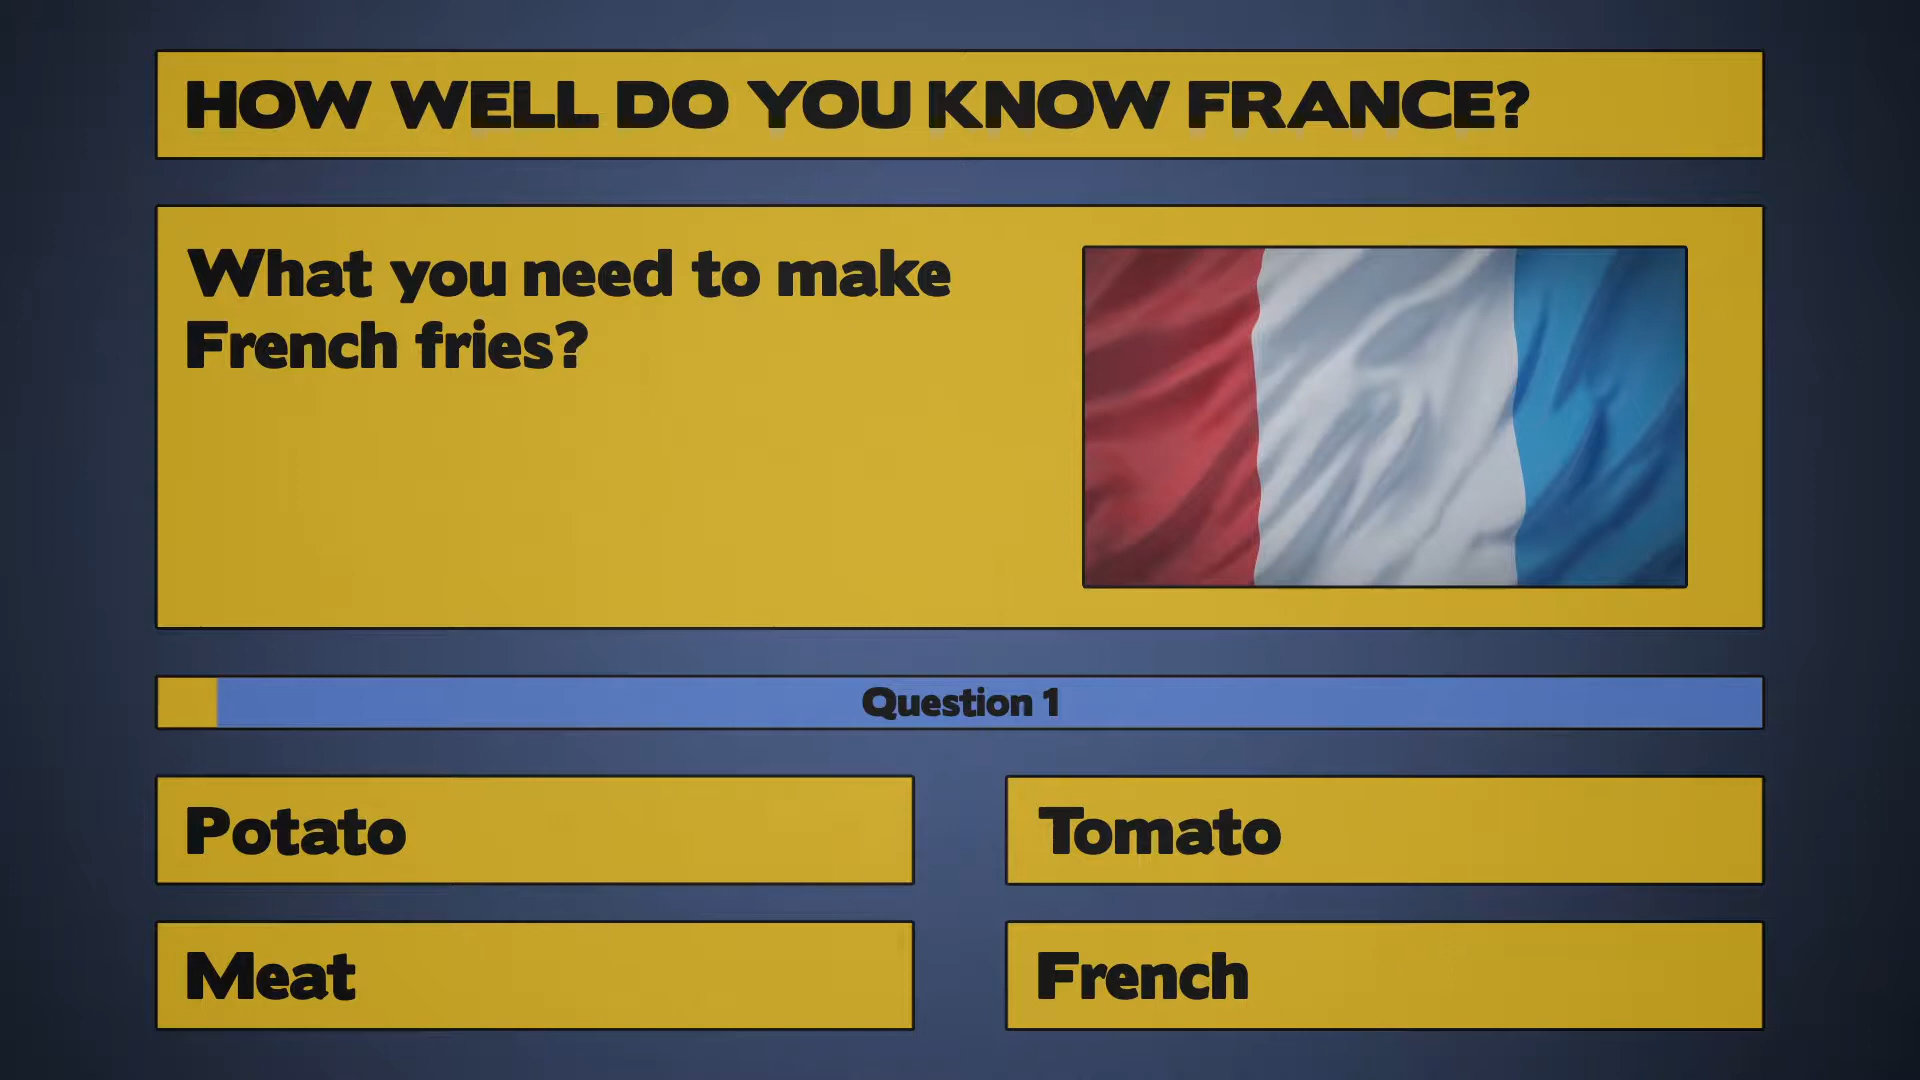 HOW WELL DO YOU KNOW FRANCE?
What you need to make
French fries?
Question 1
Potato
Tomato
Meat
French